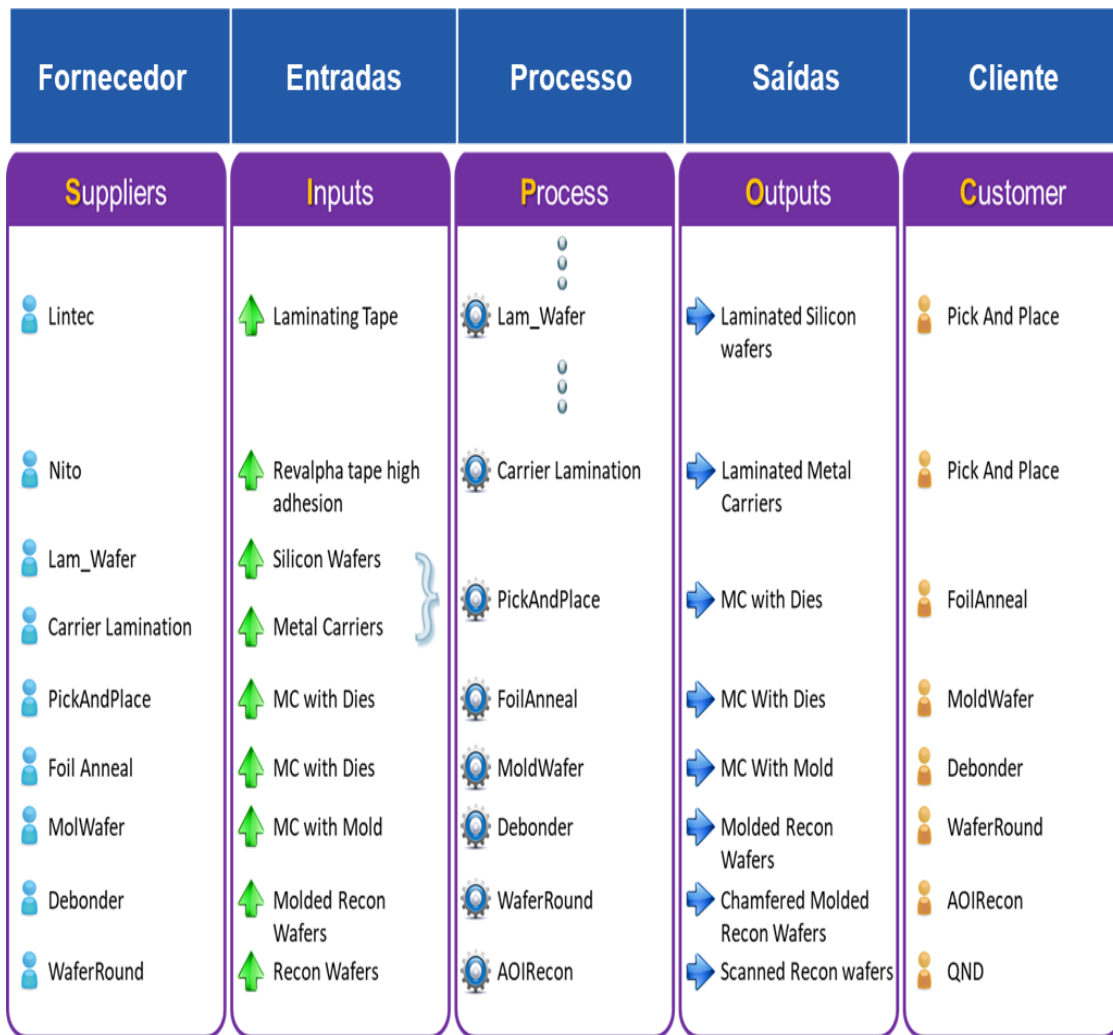 Fornecedor Entradas Processo Saídas Cliente
Suppliers Inputs Process Outputs Customer
Lintec Laminating Tape Lam_Wafer Laminated Silicon Pick And Place
wafers
Nito Revalpha tape high Carrier Lamination Laminated Metal Pick And Place
adhesion Carriers
Lam_Wafer Silicon Wafers
PickAndPlace MC with Dies FoilAnneal
Carrier Lamination Metal Carriers
PickAndPlace MC with Dies FoilAnneal MC With Dies MoldWafer
Foil Anneal MC with Dies MoldWafer MC With Mold Debonder
MolWafer MC with Mold Debonder Molded Recon WaferRound
Wafers
Debonder Molded Recon WaferRound Chamfered Molded AOIRecon
Wafers Recon Wafers
WaferRound Recon Wafers AOIRecon Scanned Recon wafers QND